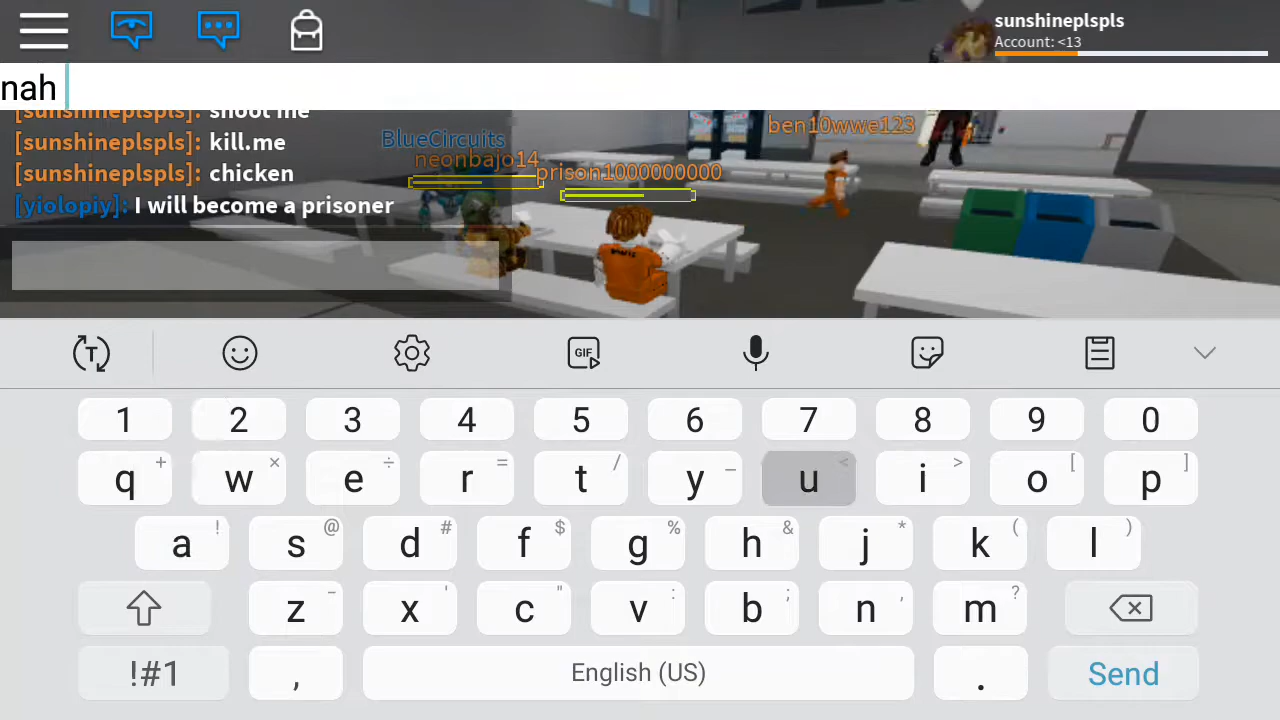 sunshineplspls
Account: <13
nah
[sunshineplspls]: shoot me
[sunshineplspls]: kill.me
[sunshineplspls]: chicken
[yiolopiy]: I will become a prisoner
BlueCircuits
neonbajo14
prison1000000000
ben10wwe123
T
GIF
1 2 3 4 5 6 7 8 9 0
q + w × e ÷ r = t / y – u < i > o [ p ]
a ! s @ d # f $ g % h & j * k ( l )
z – x ' c " v : b ; n , m ?
!#1 , English (US) . Send